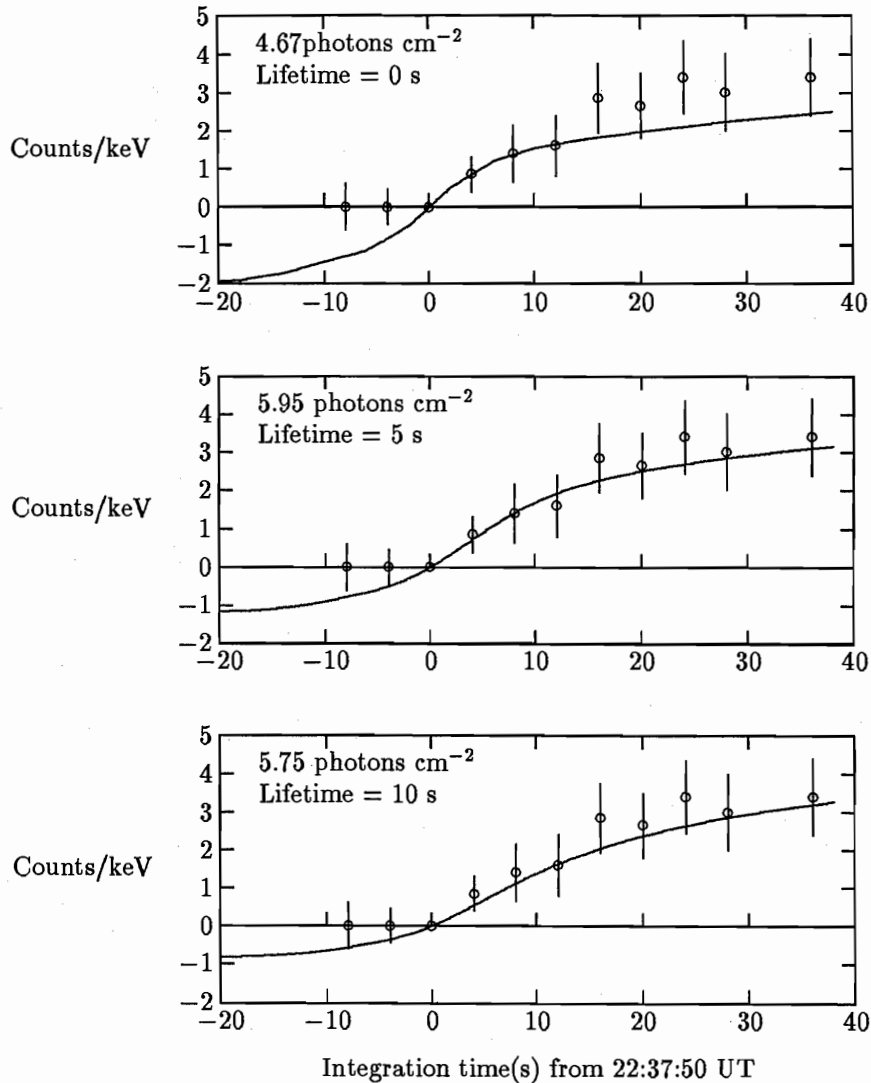 5
4
3
2
1
0
−1
−2
Counts/keV
4.67photons cm−2
Lifetime = 0 s
−20 −10 0 10 20 30 40
5
4
3
2
1
0
−1
−2
Counts/keV
5.95 photons cm−2
Lifetime = 5 s
−20 −10 0 10 20 30 40
5
4
3
2
1
0
−1
−2
Counts/keV
5.75 photons cm−2
Lifetime = 10 s
−20 −10 0 10 20 30 40
Integration time(s) from 22:37:50 UT